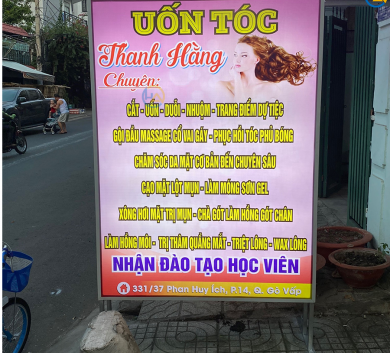 UỐN TÓC
Thanh Hằng
Chuyên:
CẮT - UỐN - DUỖI - NHUỘM - TRANG ĐIỂM DỰ TIỆC
GỘI ĐẦU MASSAGE CỔ VAI GÁY - PHỤC HỒI TÓC PHỦ BÓNG
CHĂM SÓC DA MẶT CƠ BẢN ĐẾN CHUYÊN SÂU
CẠO MẶT LỘT MỤN - LÀM MÓNG SƠN GEL
XÔNG HƠI MẶT TRỊ MỤN - CHÀ GÓT LÀM HỒNG GÓT CHÂN
LÀM HỒNG MÔI - TRỊ THÂM QUẦNG MẮT - TRIỆT LÔNG - WAX LÔNG
NHẬN ĐÀO TẠO HỌC VIÊN
331/37 Phan Huy Ích, P.14, Q. Gò Vấp